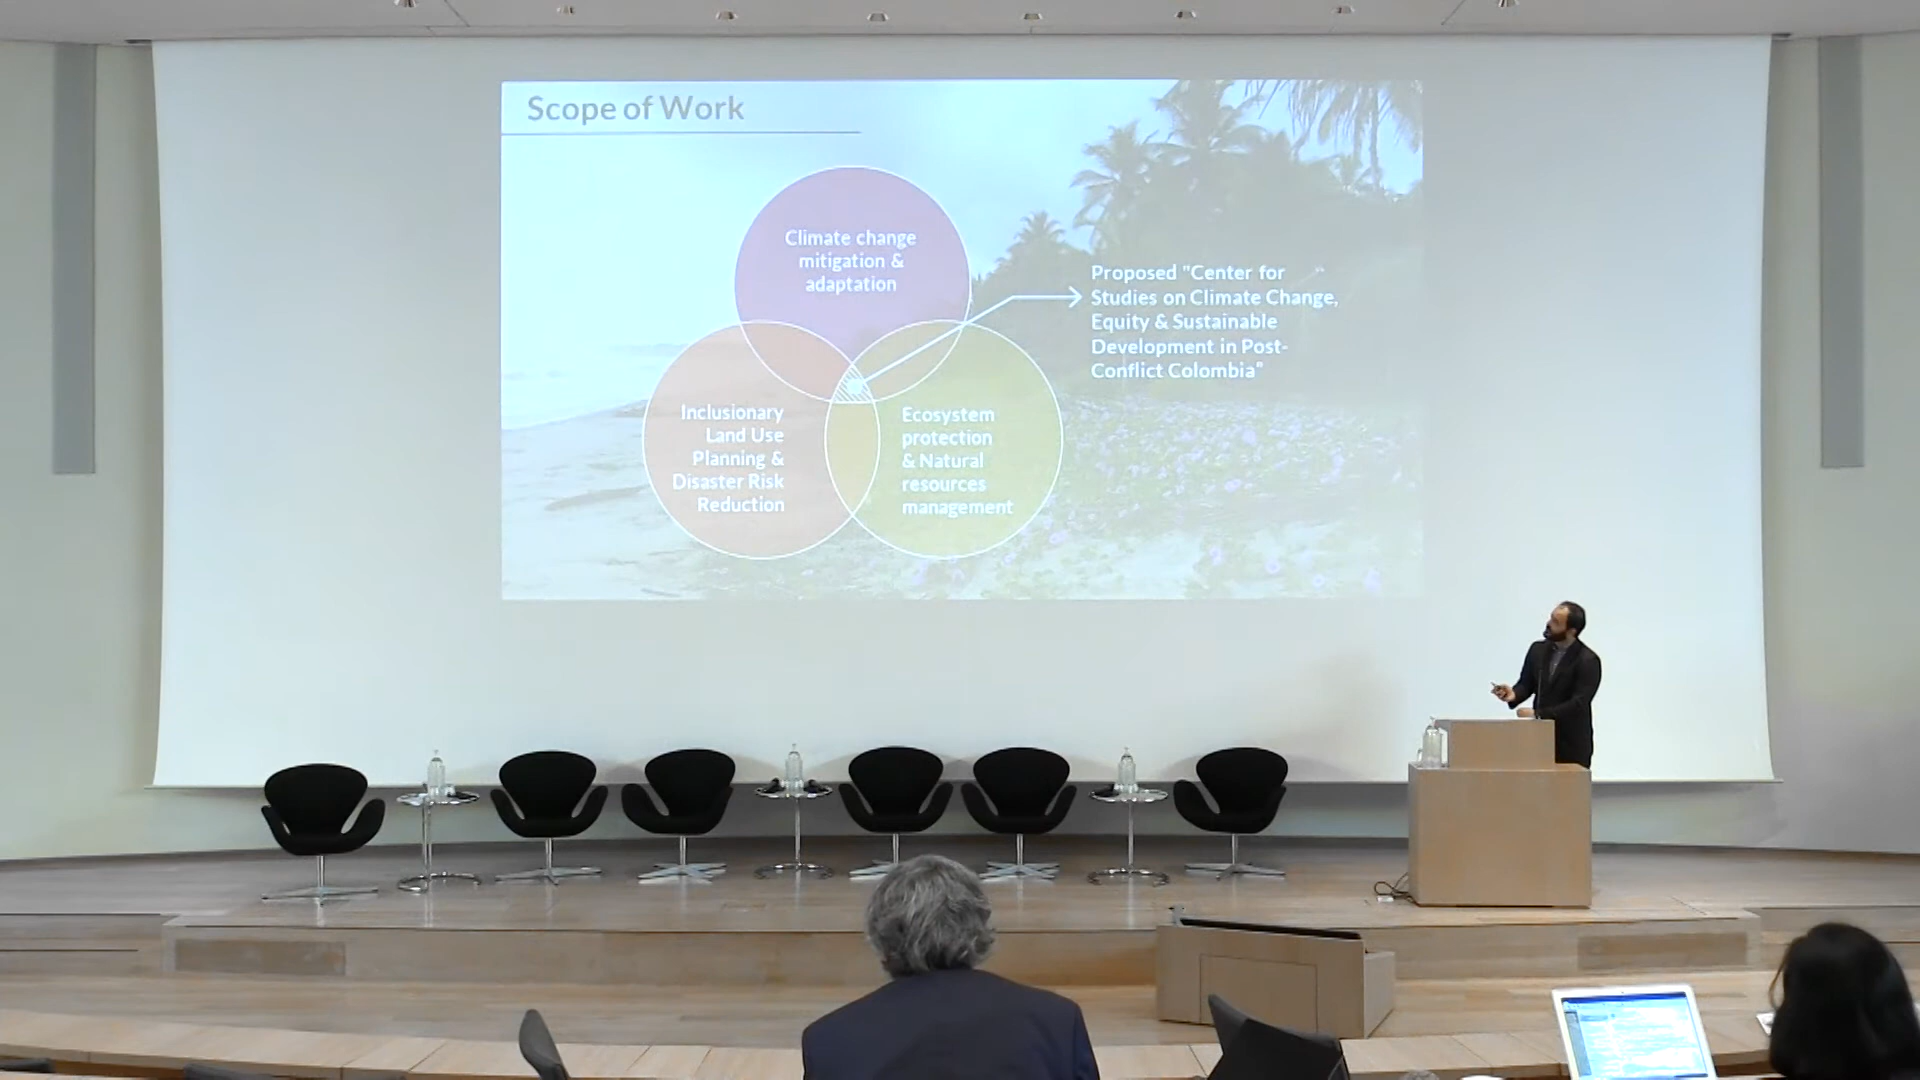 Scope of Work
Climate change
mitigation &
adaptation
Proposed "Center for
Studies on Climate Change,
Equity & Sustainable
Development in Post-
Conflict Colombia"
Inclusionary
Land Use
Planning &
Disaster Risk
Reduction
Ecosystem
protection
& Natural
resources
management